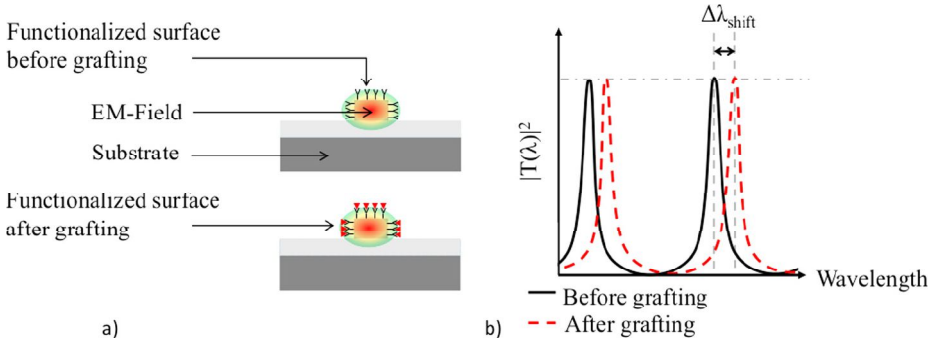 Functionalized surface
before grafting
EM-Field
Substrate
Functionalized surface
after grafting
a)
Δλshift
|T(λ)|²
Wavelength
Before grafting
After grafting
b)